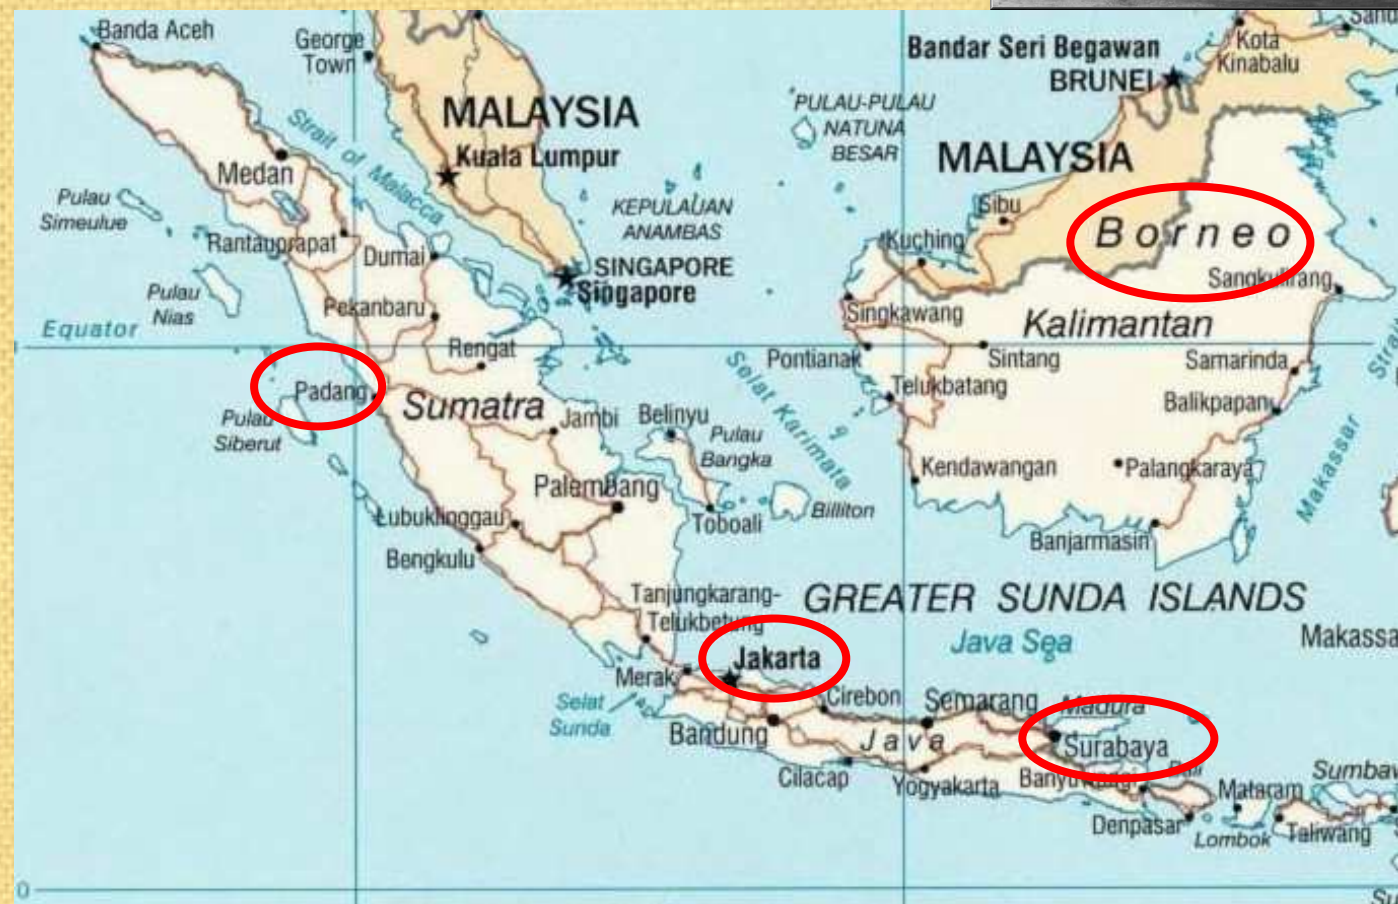 Banda Aceh
George
Town
MALAYSIA
Kuala Lumpur
Strait of Malacca
Medan
Pulau
Simeulue
Rantauprapat
Dumai
KEPULAUAN
ANAMBAS
SINGAPORE
Singapore
Pulau
Nias
Pekanbaru
Equator
Rengat
Padang
Sumatra
Pulau
Siberut
Jambi
Belinyu
Pulau
Bangka
Selat Karimata
Palembang
Toboali
Billiton
Lubuklinggau
Bengkulu
Tanjungkarang-
Telukbetung
Bandar Seri Begawan
BRUNEI
Kota
Kinabalu
PULAU-PULAU
NATUNA
BESAR
MALAYSIA
Sibu
Borneo
Kuching
Sangkulirang
Singkawang
Kalimantan
Pontianak
Sintang
Samarinda
Telukbatang
Balikpapan
Kendawangan
Palangkaraya
Makassar
Banjarmasin
GREATER SUNDA ISLANDS
Java Sea
Jakarta
Merak
Selat
Sunda
Cirebon
Semarang
Madura
Bandung
Java
Surabaya
Cilacap
Yogyakarta
Banyuwangi
Bali
Mataram
Denpasar
Lombok
Taliwang